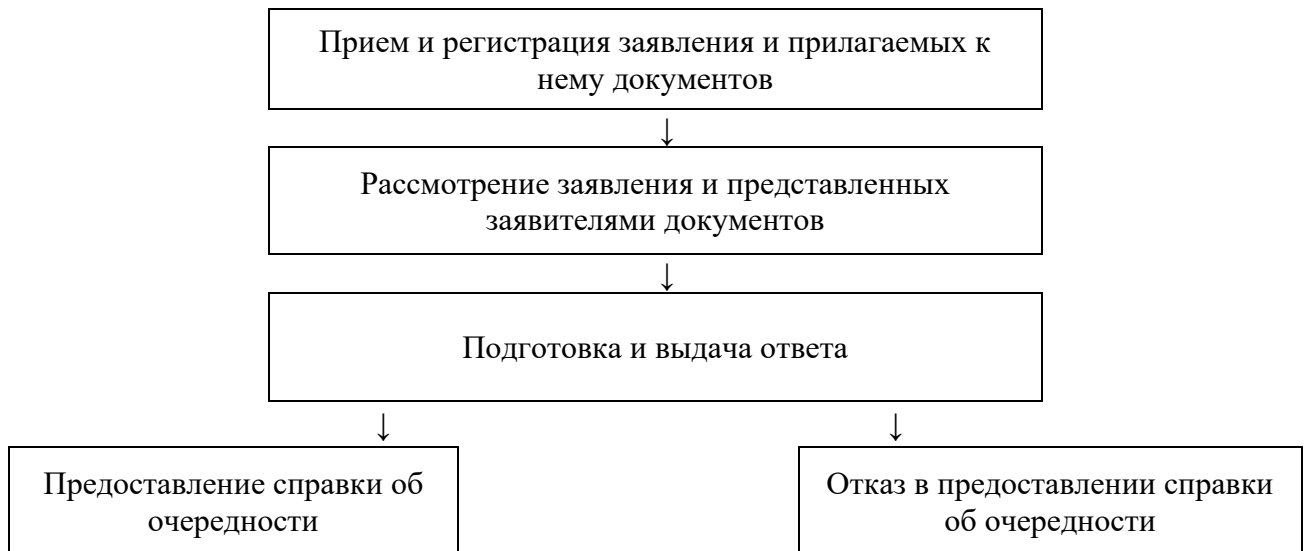 Прием и регистрация заявления и прилагаемых к
нему документов
↓
Рассмотрение заявления и представленных
заявителями документов
↓
Подготовка и выдача ответа
↓ ↓
Предоставление справки об
очередности
Отказ в предоставлении справки
об очередности